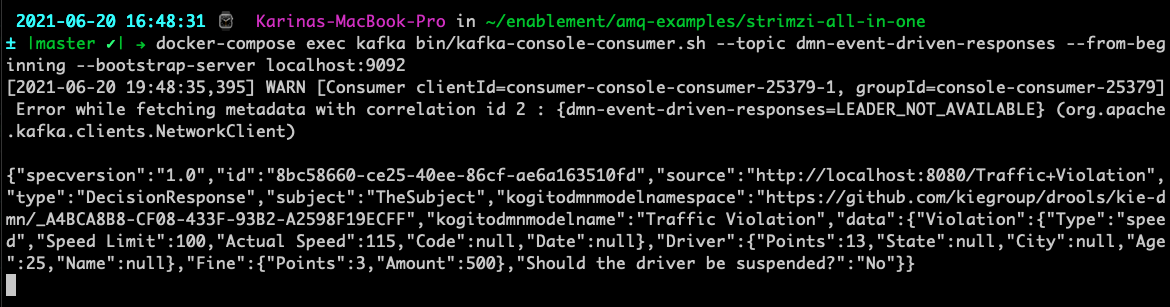 2021-06-20 16:48:31 ⌚ Karinas-MacBook-Pro in ~/enablement/amq-examples/strimzi-all-in-one
± |master ✓| → docker-compose exec kafka bin/kafka-console-consumer.sh --topic dmn-event-driven-responses --from-beg
inning --bootstrap-server localhost:9092
[2021-06-20 19:48:35,395] WARN [Consumer clientId=consumer-console-consumer-25379-1, groupId=console-consumer-25379]
Error while fetching metadata with correlation id 2 : {dmn-event-driven-responses=LEADER_NOT_AVAILABLE} (org.apache
.kafka.clients.NetworkClient)
{"specversion":"1.0","id":"8bc58660-ce25-40ee-86cf-ae6a163510fd","source":"http://localhost:8080/Traffic+Violation",
"type":"DecisionResponse","subject":"TheSubject","kogitodmnmodelnamespace":"https://github.com/kiegroup/drools/kie-d
mn/_A4BCA8B8-CF08-433F-93B2-A2598F19ECFF","kogitodmnmodelname":"Traffic Violation","data":{"Violation":{"Type":"spee
d","Speed Limit":100,"Actual Speed":115,"Code":null,"Date":null},"Driver":{"Points":13,"State":null,"City":null,"Age
":25,"Name":null},"Fine":{"Points":3,"Amount":500},"Should the driver be suspended?":"No"}}